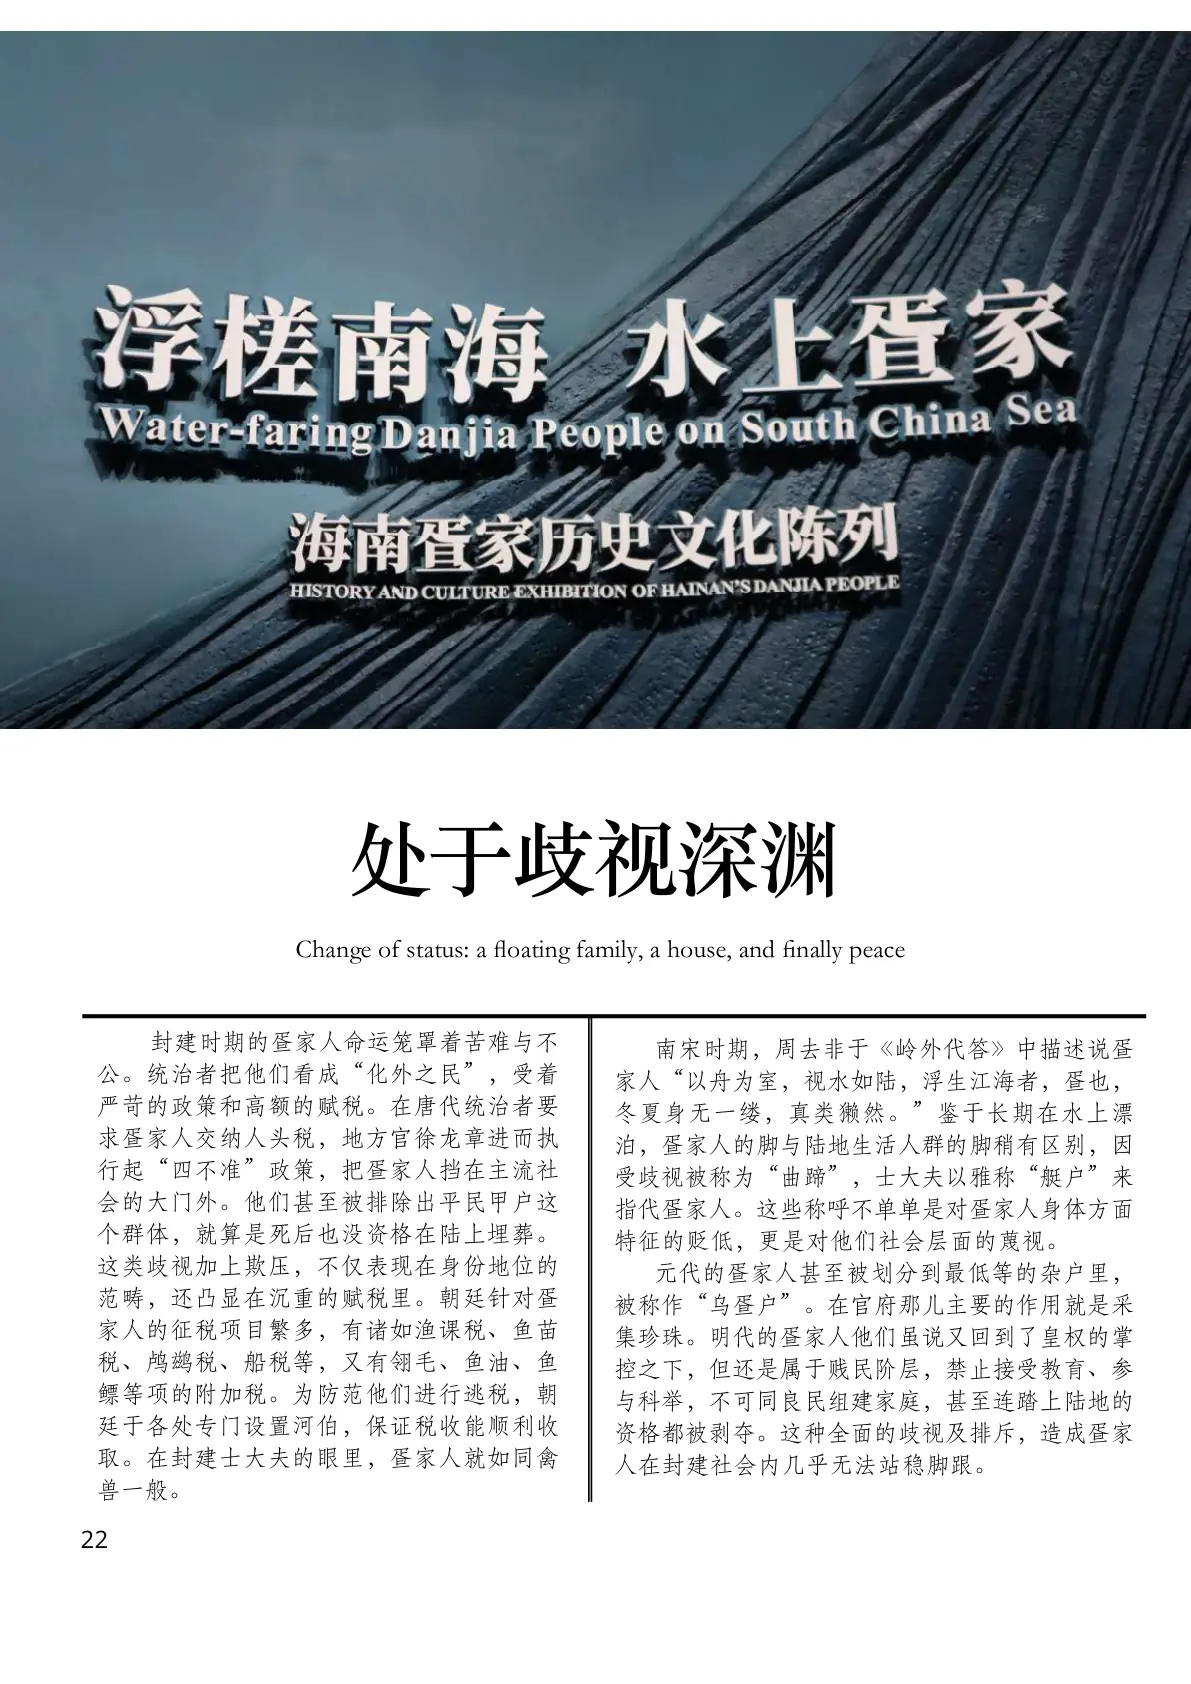 浮槎南海 水上疍家
Water-faring Danjia People on South China Sea
海南疍家历史文化陈列
HISTORY AND CULTURE EXHIBITION OF HAINAN'S DANJIA PEOPLE
处于歧视深渊
Change of status: a floating family, a house, and finally peace
封建时期的疍家人命运笼罩着苦难与不
公。统治者把他们看成“化外之民”，受着
严苛的政策和高额的赋税。在唐代统治者要
求疍家人交纳人头税，地方官徐龙章进而执
行起“四不准”政策，把疍家人挡在主流社
会的大门外。他们甚至被排除出平民甲户这
个群体，就算是死后也没资格在陆上埋葬。
这类歧视加上欺压，不仅表现在身份地位的
范畴，还凸显在沉重的赋税里。朝廷针对疍
家人的征税项目繁多，有诸如渔课税、鱼苗
税、鸬鹚税、船税等，又有翎毛、鱼油、鱼
鳔等项的附加税。为防范他们进行逃税，朝
廷于各处专门设置河伯，保证税收能顺利收
取。在封建士大夫的眼里，疍家人就如同禽
兽一般。
南宋时期，周去非于《岭外代答》中描述说疍
家人“以舟为室，视水如陆，浮生江海者，疍也，
冬夏身无一缕，真类獭然。”鉴于长期在水上漂
泊，疍家人的脚与陆地生活人群的脚稍有区别，因
受歧视被称为“曲蹄”，士大夫以雅称“艇户”来
指代疍家人。这些称呼不单单是对疍家人身体方面
特征的贬低，更是对他们社会层面的蔑视。
元代的疍家人甚至被划分到最低等的杂户里，
被称作“乌疍户”。在官府那儿主要的作用就是采
集珍珠。明代的疍家人他们虽说又回到了皇权的掌
控之下，但还是属于贱民阶层，禁止接受教育、参
与科举，不可同良民组建家庭，甚至连踏上陆地的
资格都被剥夺。这种全面的歧视及排斥，造成疍家
人在封建社会内几乎无法站稳脚跟。
22